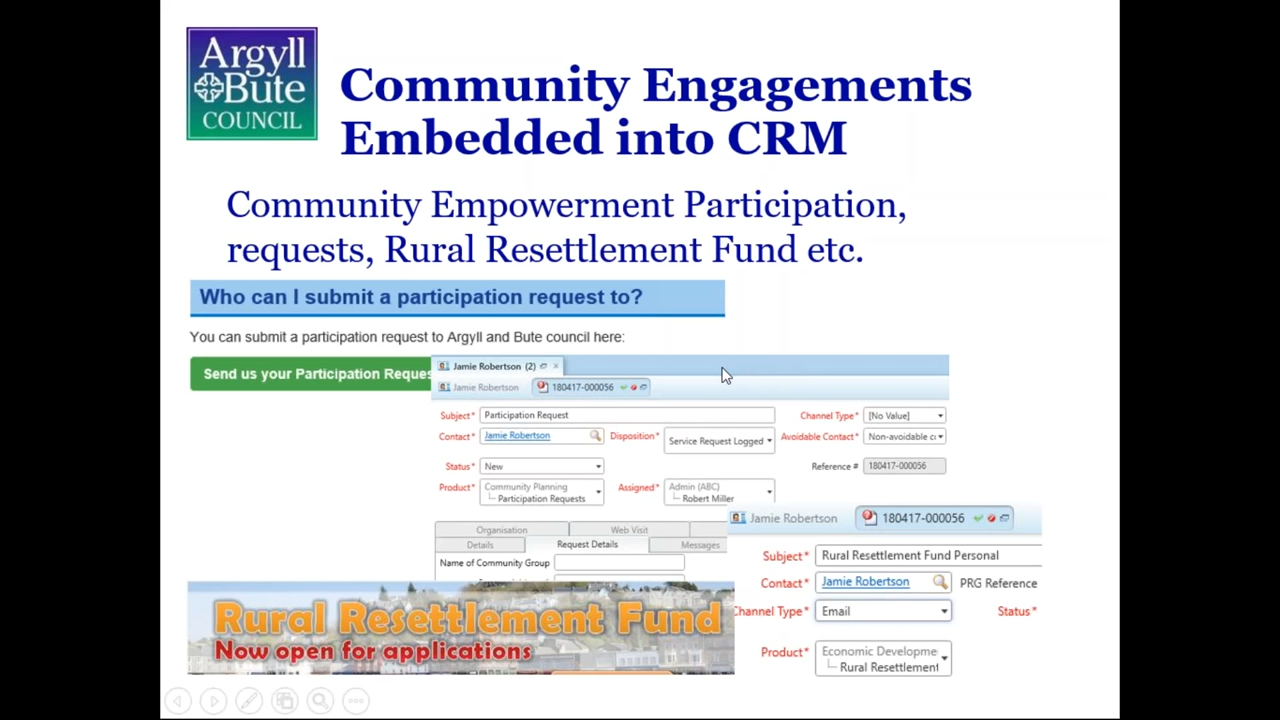 Argyll
Bute
COUNCIL
Community Engagements
Embedded into CRM
Community Empowerment Participation,
requests, Rural Resettlement Fund etc.
Who can I submit a participation request to?
You can submit a participation request to Argyll and Bute council here:
Send us your Participation Reques
Jamie Robertson (2) ×
Jamie Robertson 180417-000056
Subject* Participation Request Channel Type* [No Value]
Contact* Jamie Robertson Disposition* Service Request Logged Avoidable Contact* Non-avoidable c
Status* New Reference # 180417-000056
Product* Community Planning Assigned* Admin (ABC)
Participation Requests Robert Miller
Organisation Web Visit
Details Request Details Messages
Name of Community Group
Jamie Robertson 180417-000056
Subject* Rural Resettlement Fund Personal
Contact* Jamie Robertson PRG Reference
Channel Type* Email Status*
Product* Economic Developme
Rural Resettlement
Rural Resettlement Fund
Now open for applications